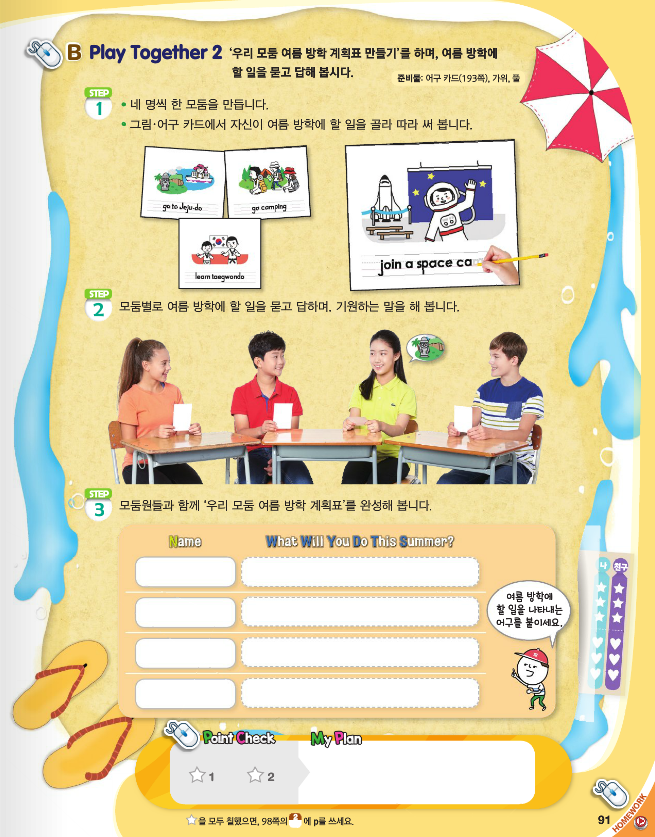 B Play Together 2 '우리 모둠 여름 방학 계획표 만들기'를 하며, 여름 방학에
할 일을 묻고 답해 봅시다.
준비물: 어구 카드(193쪽), 가위, 풀
STEP
1
• 네 명씩 한 모둠을 만듭니다.
• 그림·어구 카드에서 자신이 여름 방학에 할 일을 골라 따라 써 봅니다.
go to Jeju-do
go camping
learn taegwondo
join a space ca
STEP
2
모둠별로 여름 방학에 할 일을 묻고 답하며, 기원하는 말을 해 봅니다.
STEP
3
모둠원들과 함께 '우리 모둠 여름 방학 계획표'를 완성해 봅니다.
Name What Will You Do This Summer?
나 친구
여름 방학에
할 일을 나타내는
어구를 붙이세요.
Point Check My Plan
1 2
을 모두 칠했으면, 98쪽의 에 p를 쓰세요.
91
HOMEWORK